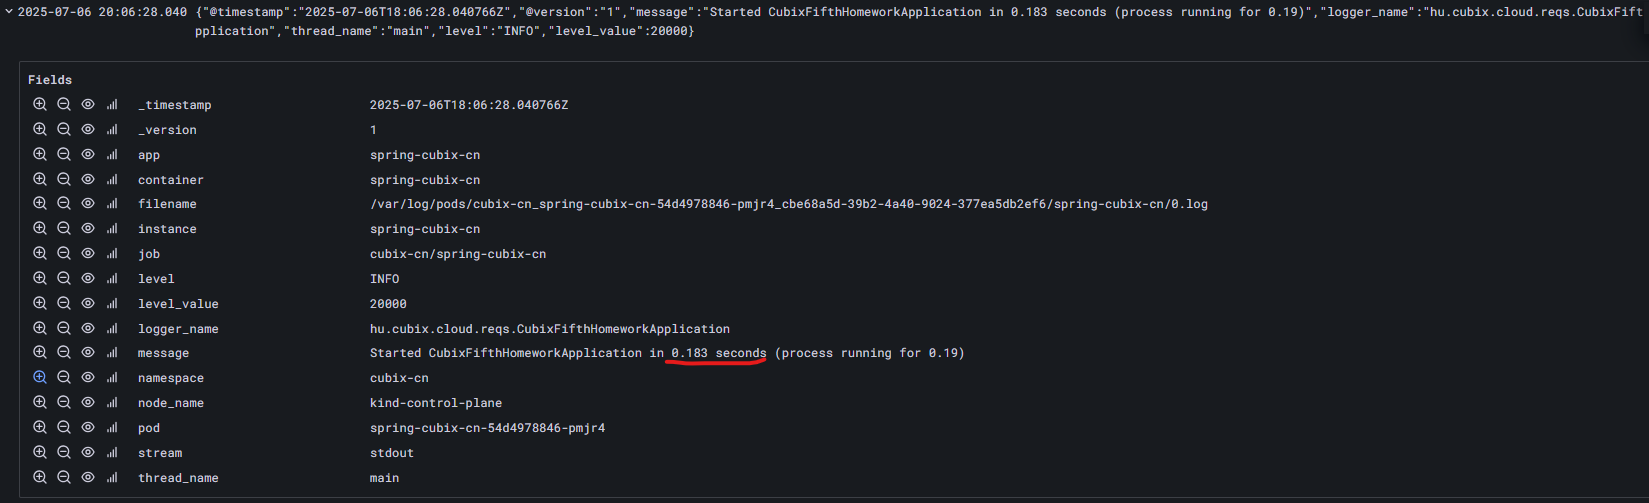 2025-07-06 20:06:28.040 {"@timestamp":"2025-07-06T18:06:28.040766Z","@version":"1","message":"Started CubixFifthHomeworkApplication in 0.183 seconds (process running for 0.19)","logger_name":"hu.cubix.cloud.reqs.CubixFift
pplication","thread_name":"main","level":"INFO","level_value":20000}
Fields
_timestamp 2025-07-06T18:06:28.040766Z
_version 1
app spring-cubix-cn
container spring-cubix-cn
filename /var/log/pods/cubix-cn_spring-cubix-cn-54d4978846-pmjr4_cbe68a5d-39b2-4a40-9024-377ea5db2ef6/spring-cubix-cn/0.log
instance spring-cubix-cn
job cubix-cn/spring-cubix-cn
level INFO
level_value 20000
logger_name hu.cubix.cloud.reqs.CubixFifthHomeworkApplication
message Started CubixFifthHomeworkApplication in 0.183 seconds (process running for 0.19)
namespace cubix-cn
node_name kind-control-plane
pod spring-cubix-cn-54d4978846-pmjr4
stream stdout
thread_name main